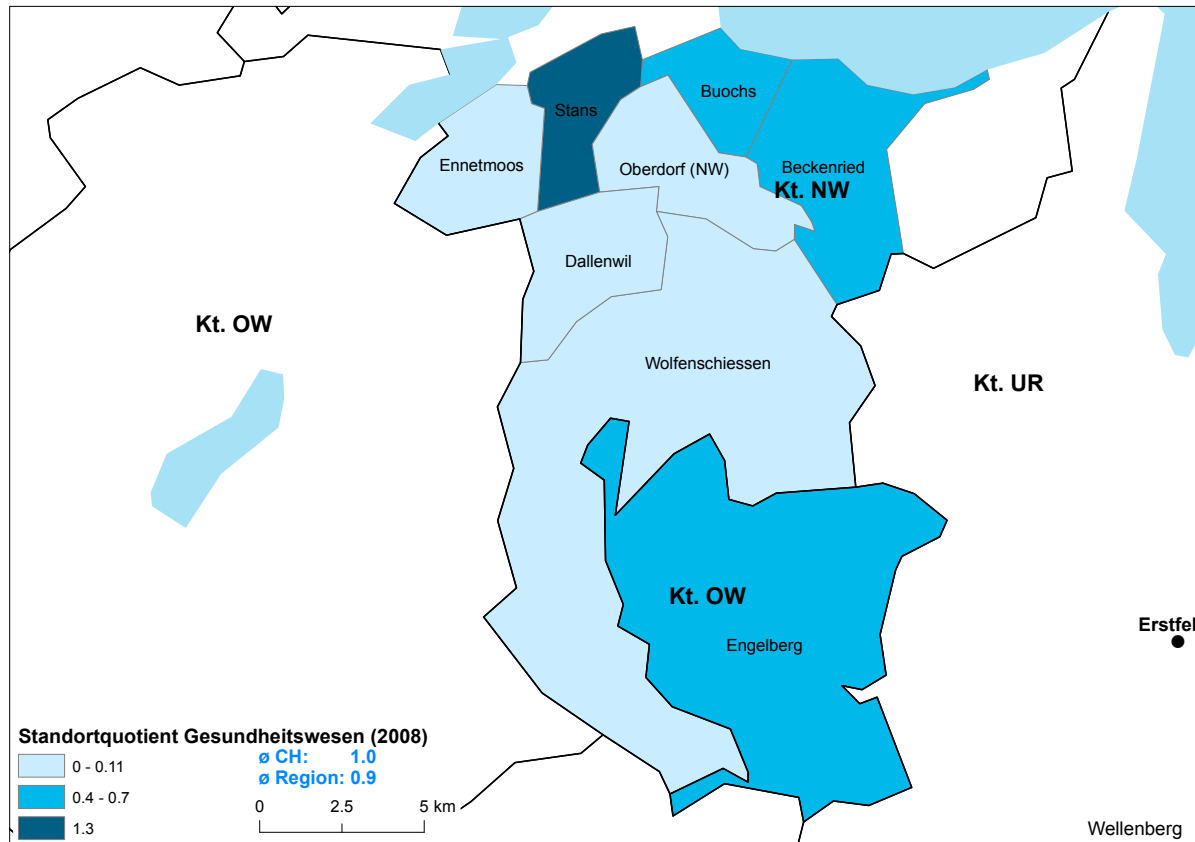 Stans
Buochs
Ennetmoos
Oberdorf (NW)
Beckenried
Kt. NW
Dallenwil
Kt. OW
Wolfenschiessen
Kt. UR
Kt. OW
Engelberg
Erstfel
Standortquotient Gesundheitswesen (2008)
0 - 0.11
0.4 - 0.7
1.3
ø CH: 1.0
ø Region: 0.9
0 2.5 5 km
Wellenberg